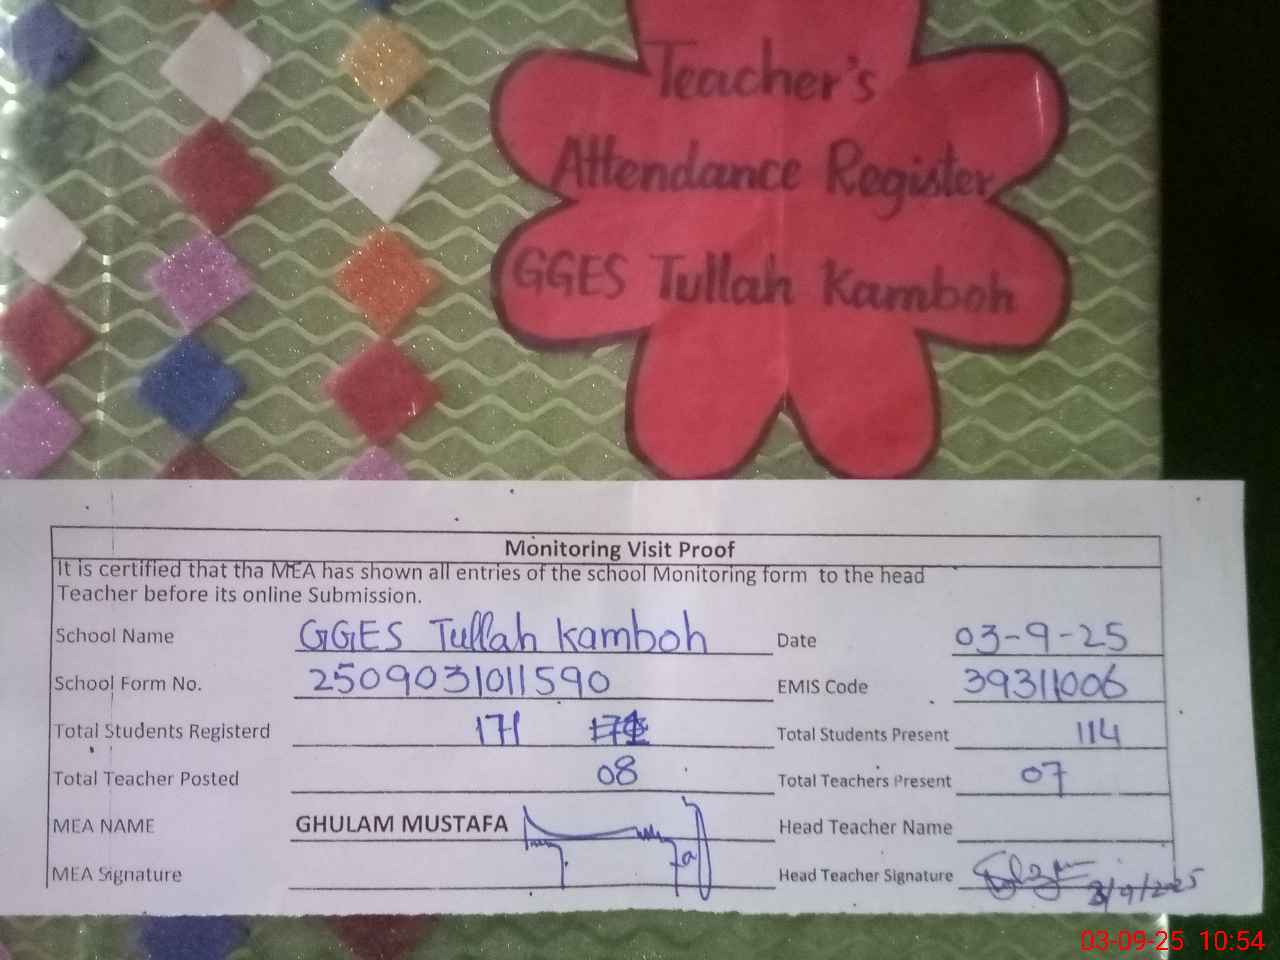 Teacher's
Attendance Register
GGES Tullah Kamboh
Monitoring Visit Proof
It is certified that tha MEA has shown all entries of the school Monitoring form to the head
Teacher before its online Submission.
School Name GGES Tullah Kamboh Date 03-9-25
School Form No. 2509031011590 EMIS Code 39311006
Total Students Registerd 171 Total Students Present 114
Total Teacher Posted 08 Total Teachers Present 07
MEA NAME GHULAM MUSTAFA Head Teacher Name
MEA Signature Head Teacher Signature 3/9/2025
03-09-25 10:54